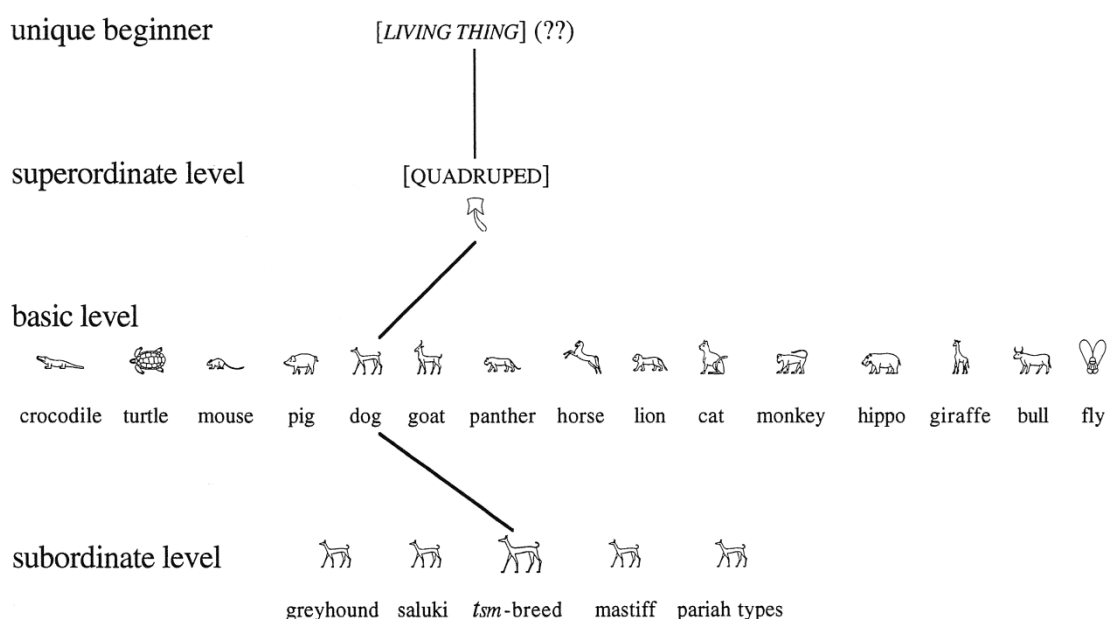 unique beginner [LIVING THING] (??)
superordinate level [QUADRUPED]
basic level
crocodile turtle mouse pig dog goat panther horse lion cat monkey hippo giraffe bull fly
subordinate level
greyhound saluki tsm-breed mastiff pariah types